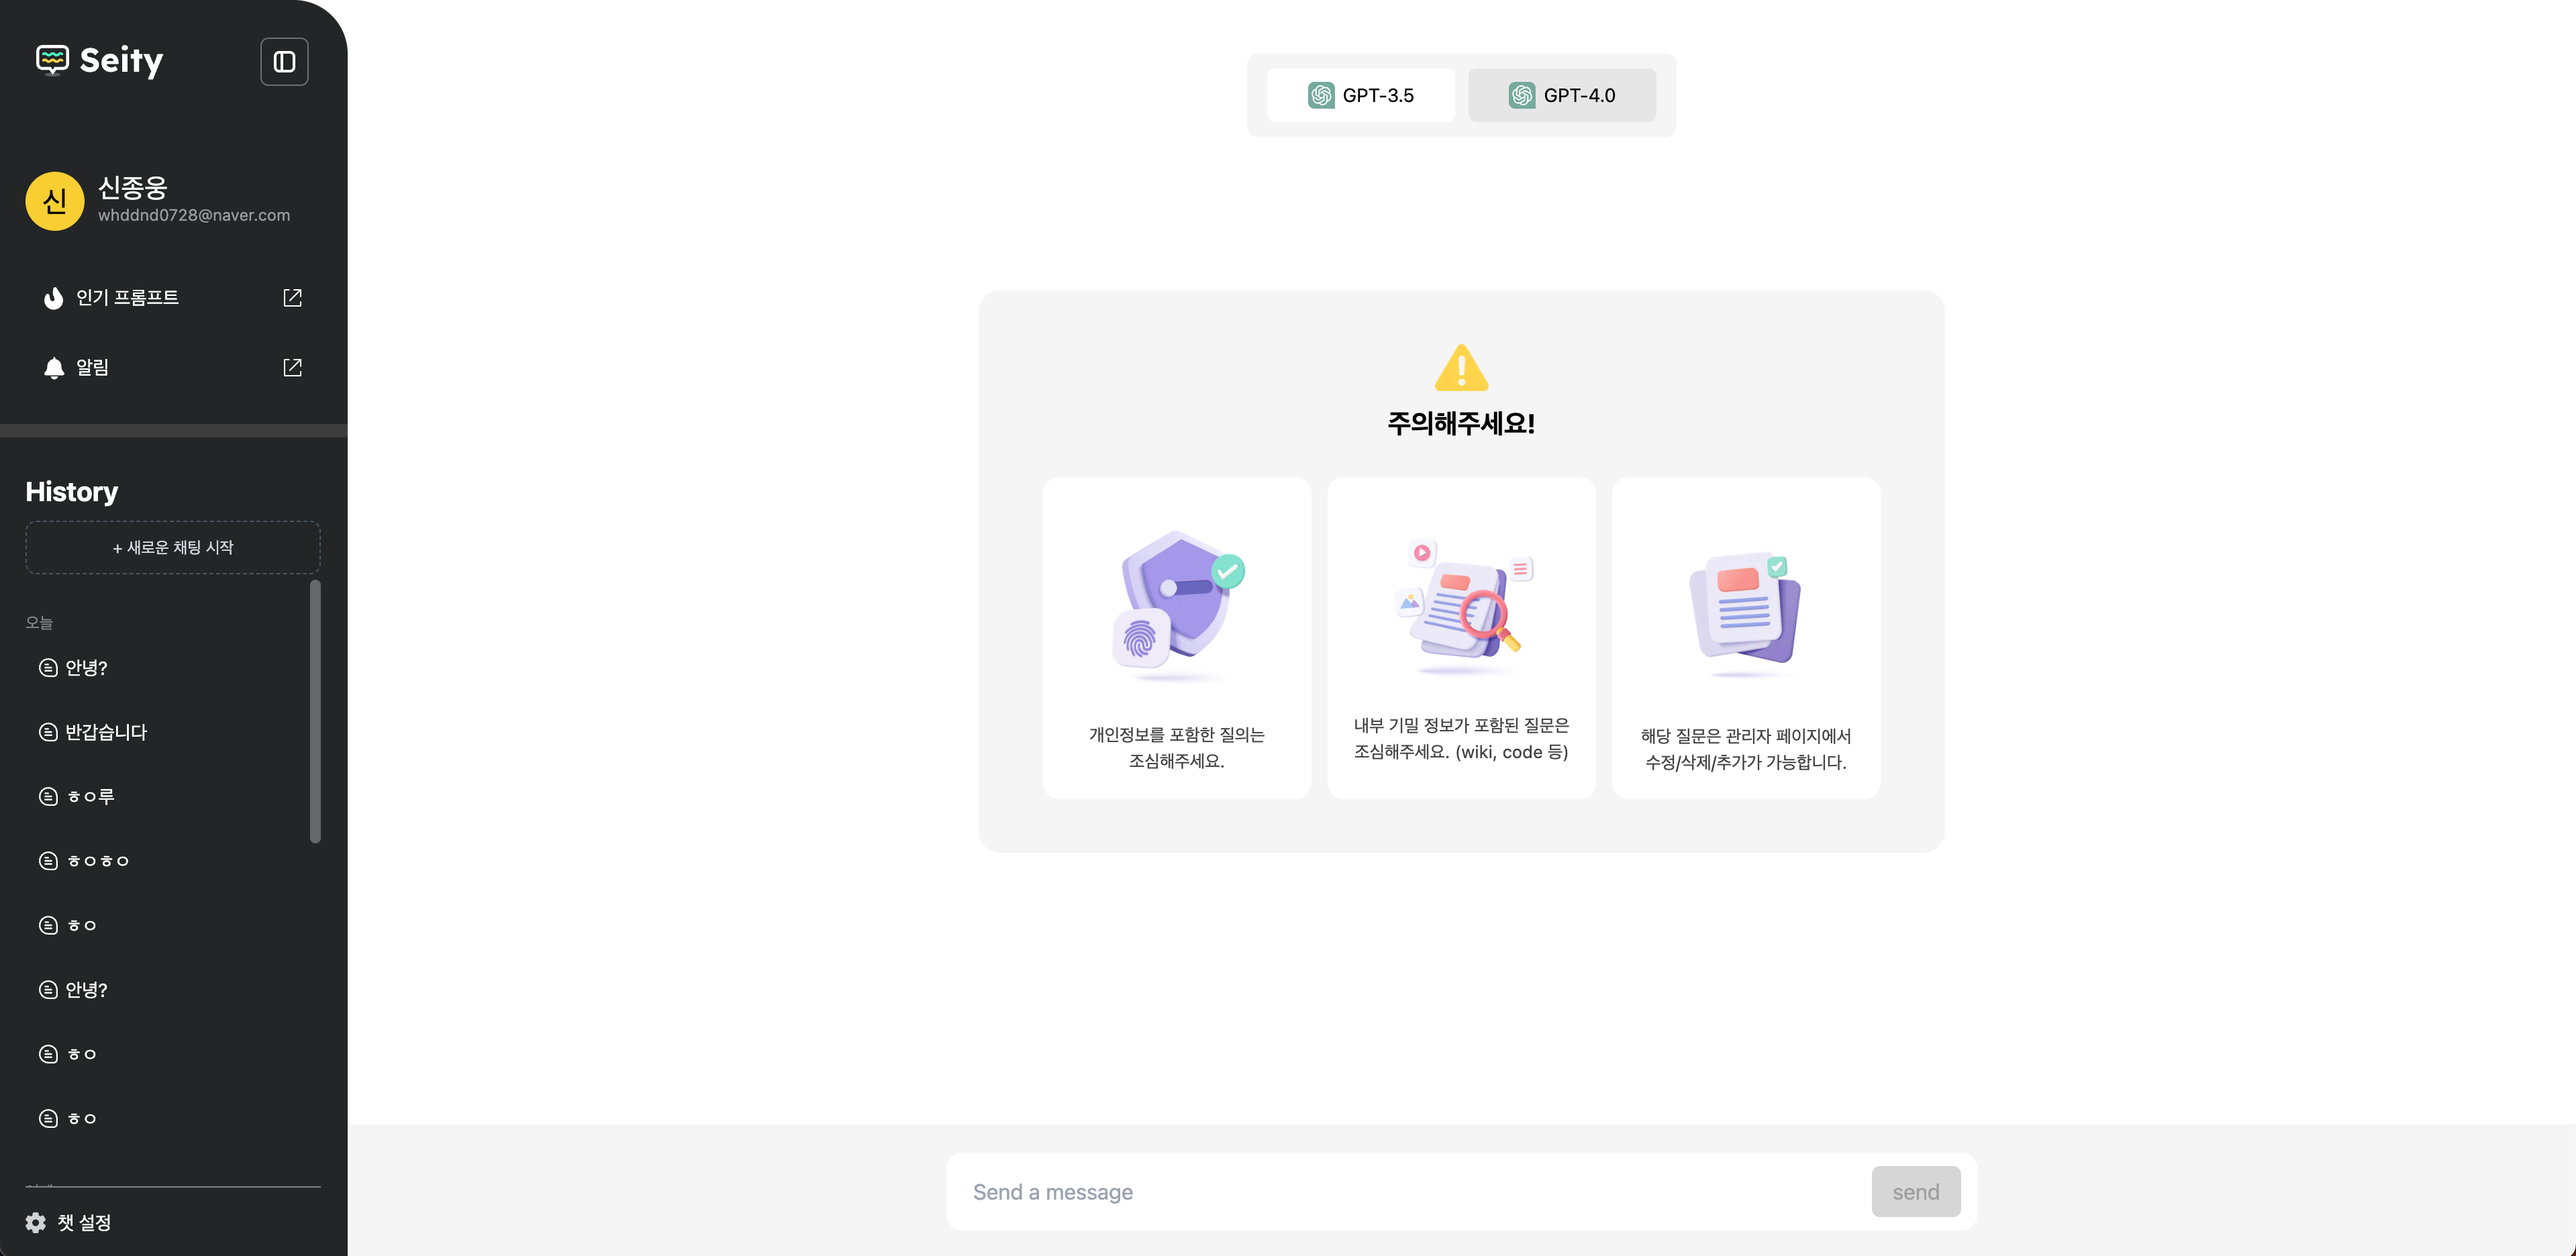 Seity
신
신종웅
whddnd0728@naver.com
인기 프롬프트
알림
History
+ 새로운 채팅 시작
오늘
안녕?
반갑습니다
ㅎㅇ루
ㅎㅇㅎㅇ
ㅎㅇ
안녕?
ㅎㅇ
ㅎㅇ
챗 설정
GPT-3.5
GPT-4.0
주의해주세요!
개인정보를 포함한 질의는
조심해주세요.
내부 기밀 정보가 포함된 질문은
조심해주세요. (wiki, code 등)
해당 질문은 관리자 페이지에서
수정/삭제/추가가 가능합니다.
Send a message
send